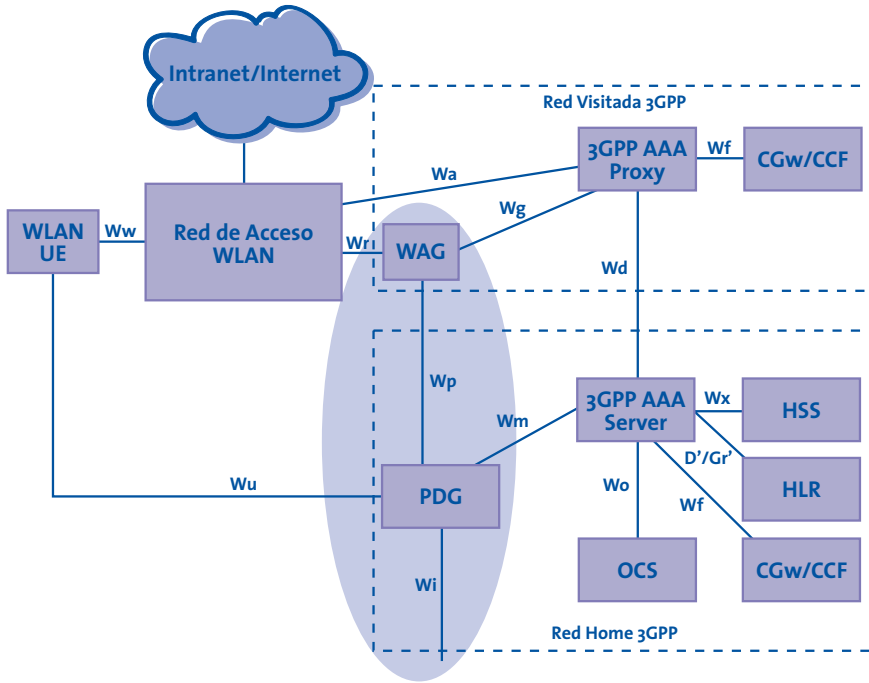 Intranet/Internet
Red Visitada 3GPP
3GPP AAA
Proxy
Wf
CGw/CCF
Wa
Wg
WLAN
UE
Ww
Red de Acceso
WLAN
Wr
WAG
Wd
Wp
3GPP AAA
Server
Wx
HSS
Wm
D'/Gr'
HLR
Wu
PDG
Wo
Wf
OCS
CGw/CCF
Wi
Red Home 3GPP